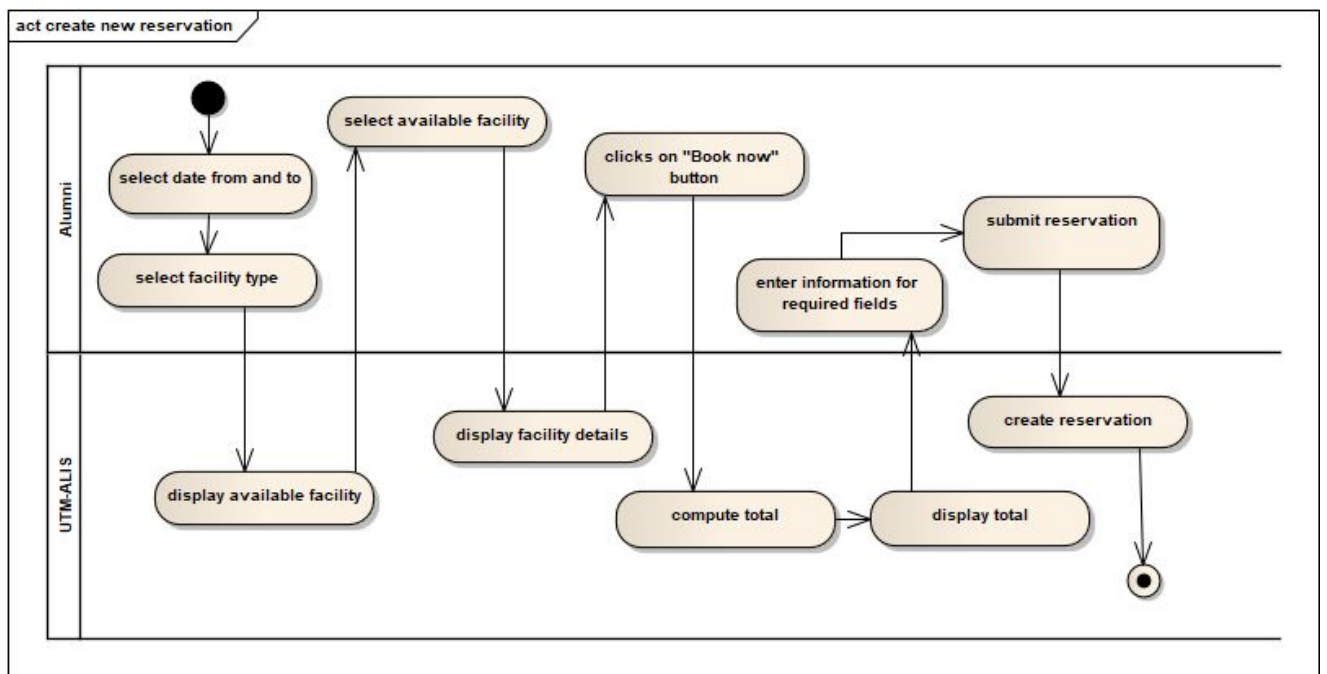 act create new reservation
Alumni
select date from and to
select facility type
select available facility
clicks on "Book now"
button
enter information for
required fields
submit reservation
UTM-ALIS
display available facility
display facility details
compute total
display total
create reservation